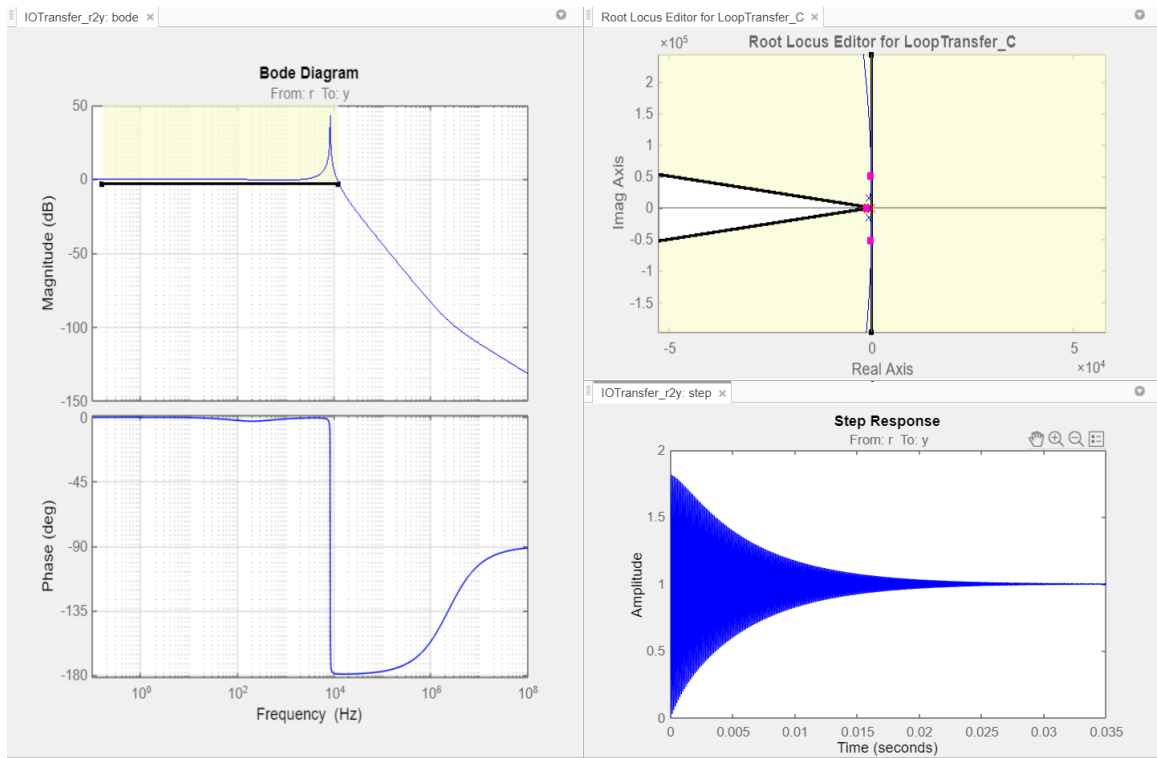 IOTransfer_r2y: bode ×
Bode Diagram
From: r To: y
50
0
-50
-100
-150
Magnitude (dB)
0
-45
-90
-135
-180
Phase (deg)
10^0
10^2
10^4
10^6
10^8
Frequency (Hz)
Root Locus Editor for LoopTransfer_C ×
×10^5
Root Locus Editor for LoopTransfer_C
2
1.5
1
0.5
0
-0.5
-1
-1.5
Imag Axis
-5
0
5
×10^4
Real Axis
IOTransfer_r2y: step ×
Step Response
From: r To: y
2
1.5
1
0.5
0
Amplitude
0
0.005
0.01
0.015
0.02
0.025
0.03
0.035
Time (seconds)